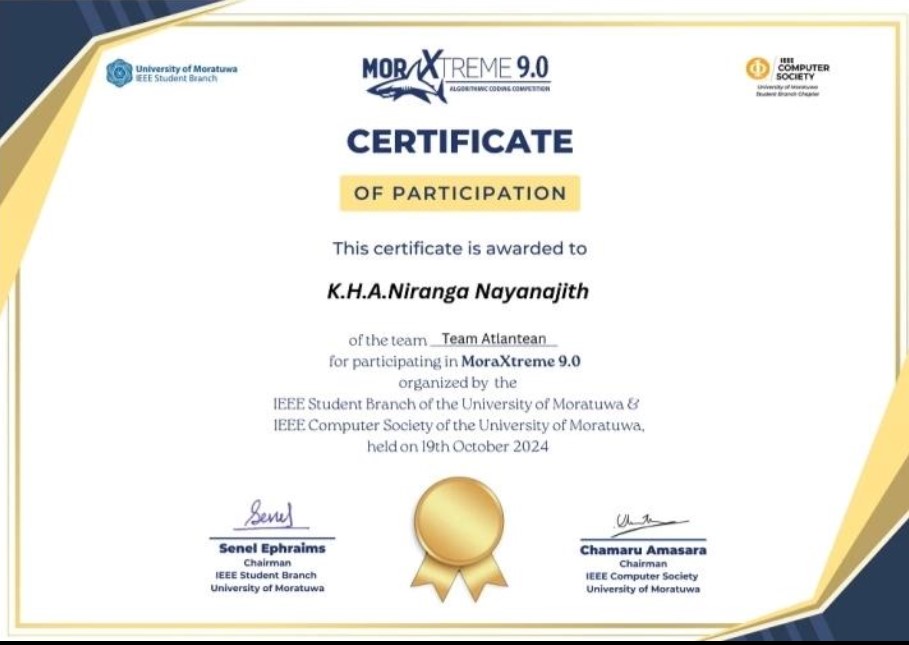 University of Moratuwa
IEEE Student Branch
MORAXTREME 9.0
ALGORITHMIC CODING COMPETITION
IEEE
COMPUTER
SOCIETY
University of Moratuwa
Student Branch Chapter
CERTIFICATE
OF PARTICIPATION
This certificate is awarded to
K.H.A.Niranga Nayanajith
of the team Team Atlantean
for participating in MoraXtreme 9.0
organized by the
IEEE Student Branch of the University of Moratuwa &
IEEE Computer Society of the University of Moratuwa,
held on 19th October 2024
Senel
Senel Ephraims
Chairman
IEEE Student Branch
University of Moratuwa
Chamaru Amasara
Chairman
IEEE Computer Society
University of Moratuwa